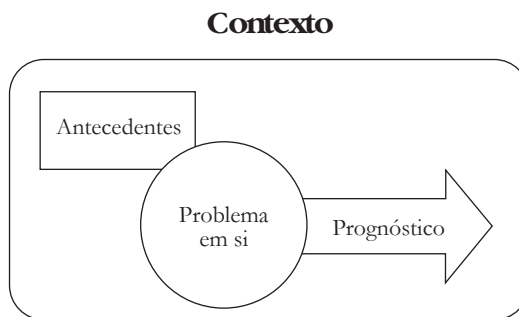 Contexto
Antecedentes
Problema
em si
Prognóstico